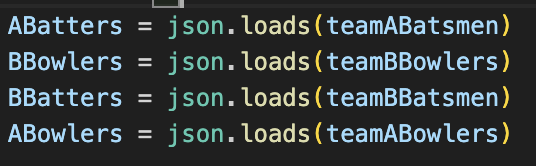 ABatters = json.loads(teamABatsmen)
BBowlers = json.loads(teamBBowlers)
BBatters = json.loads(teamBBatsmen)
ABowlers = json.loads(teamABowlers)